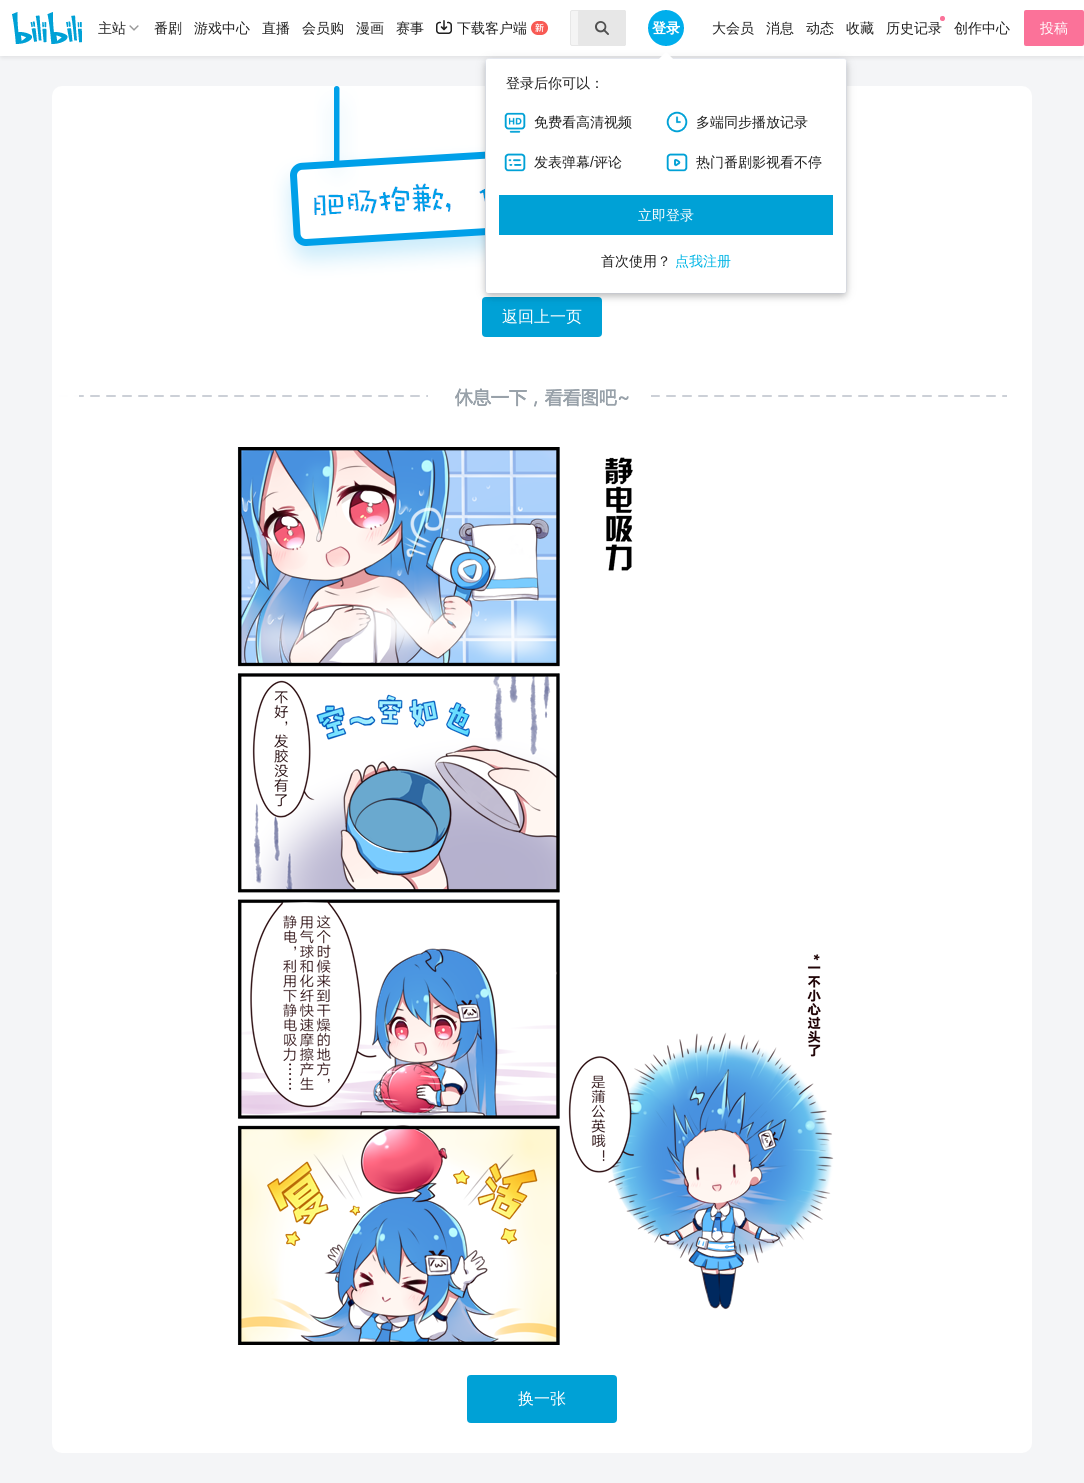 bilibili
主站
番剧
游戏中心
直播
会员购
漫画
赛事
下载客户端
新
登录
大会员
消息
动态
收藏
历史记录
创作中心
投稿
登录后你可以：
HD 免费看高清视频
多端同步播放记录
发表弹幕/评论
热门番剧影视看不停
立即登录
首次使用？ 点我注册
肥肠抱歉，
返回上一页
休息一下，看看图吧~
静电吸力
不好，发胶没有了
空～空如也
这个时候来到干燥的地方，
用气球和化纤快速摩擦产生
静电，利用下静电吸力……
复活
*一不小心过头了
是蒲公英哦！
换一张